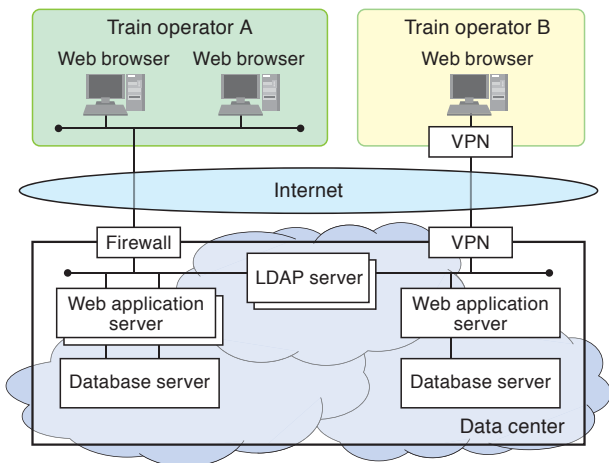 Train operator A
Train operator B
Web browser
Web browser
Web browser
VPN
Internet
Firewall
VPN
LDAP server
Web application
server
Web application
server
Database server
Database server
Data center